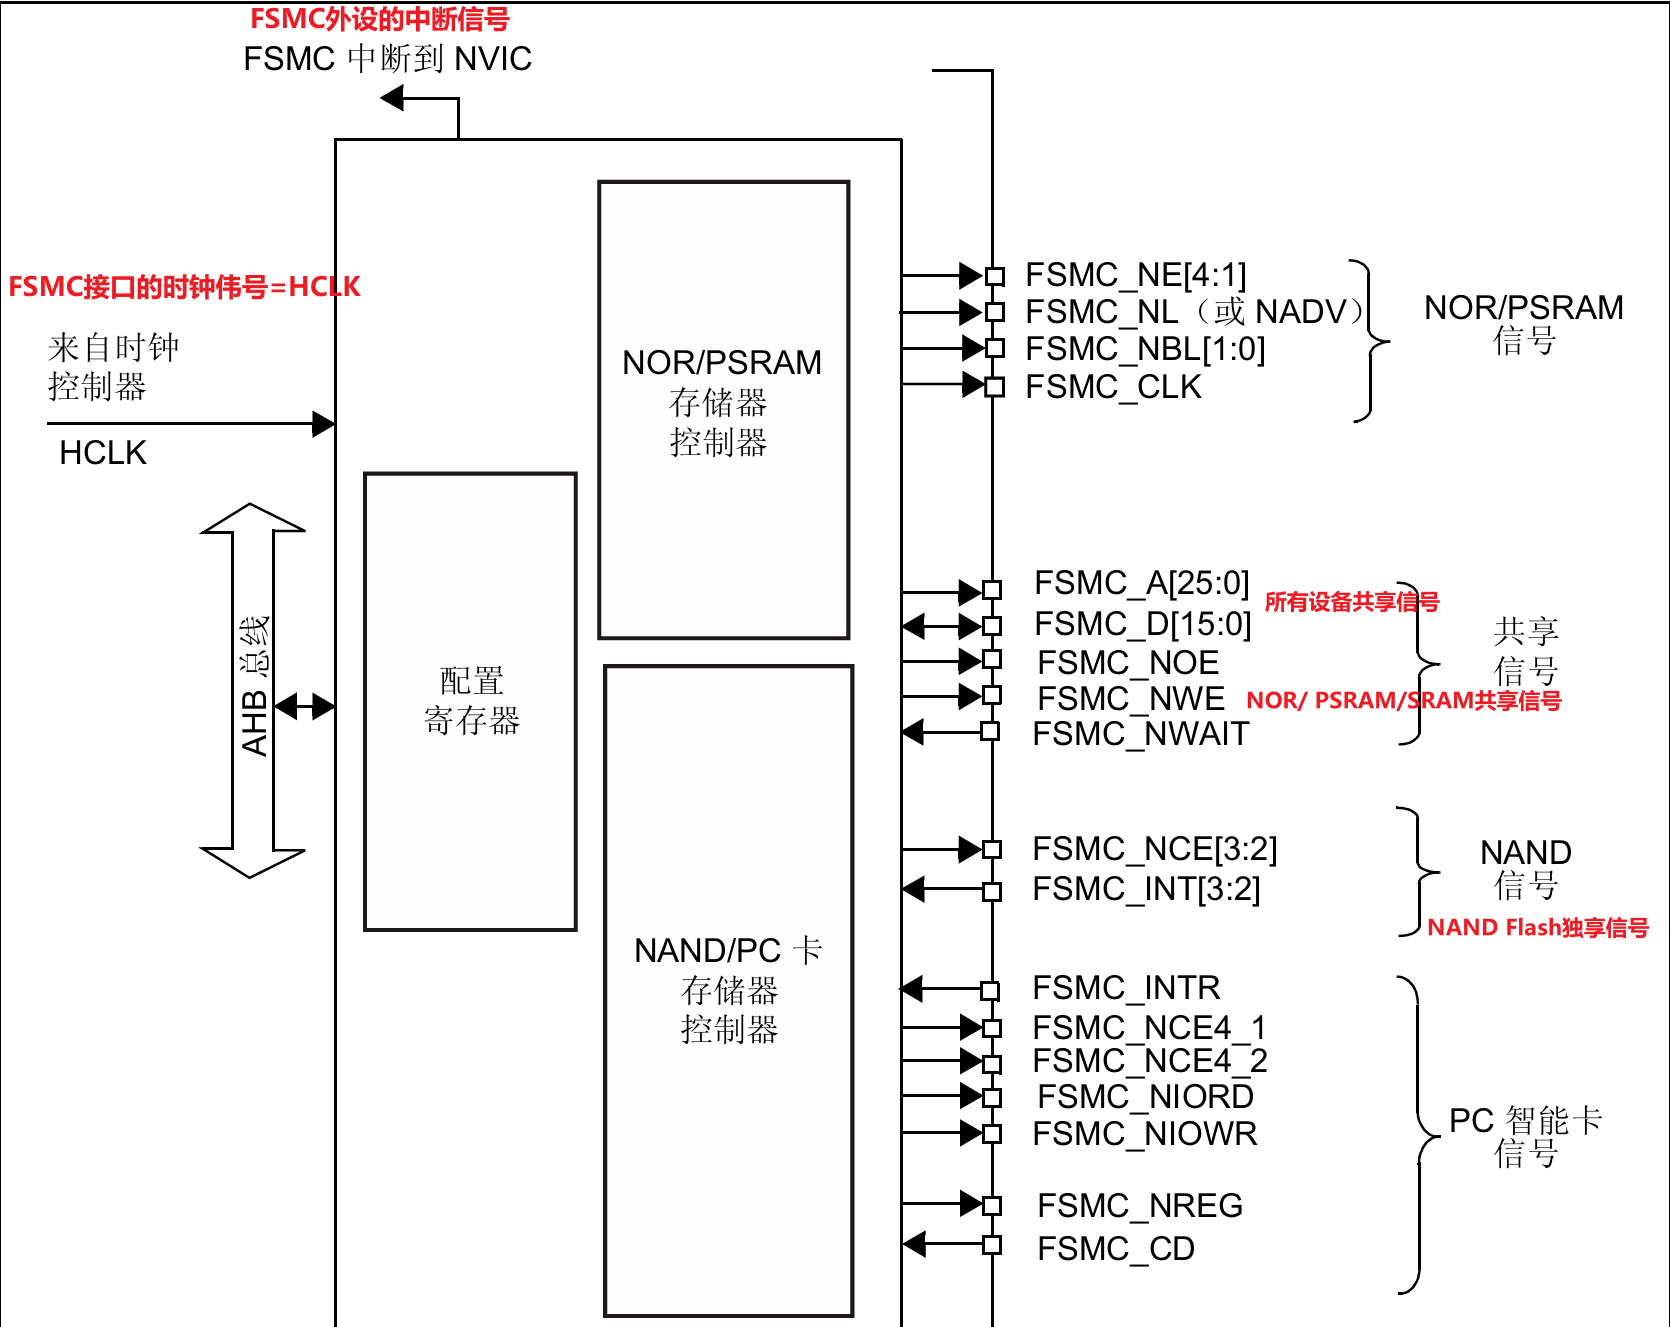 FSMC外设的中断信号
FSMC 中断到 NVIC
FSMC接口的时钟伟号=HCLK
来自时钟
控制器
HCLK
AHB 总线
配置
寄存器
NOR/PSRAM
存储器
控制器
NAND/PC 卡
存储器
控制器
FSMC_NE[4:1]
FSMC_NL（或 NADV）
FSMC_NBL[1:0]
FSMC_CLK
NOR/PSRAM
信号
FSMC_A[25:0]
所有设备共享信号
FSMC_D[15:0]
FSMC_NOE
FSMC_NWE
NOR/ PSRAM/SRAM共享信号
FSMC_NWAIT
共享
信号
FSMC_NCE[3:2]
FSMC_INT[3:2]
NAND
信号
NAND Flash独享信号
FSMC_INTR
FSMC_NCE4_1
FSMC_NCE4_2
FSMC_NIORD
FSMC_NIOWR
FSMC_NREG
FSMC_CD
PC 智能卡
信号